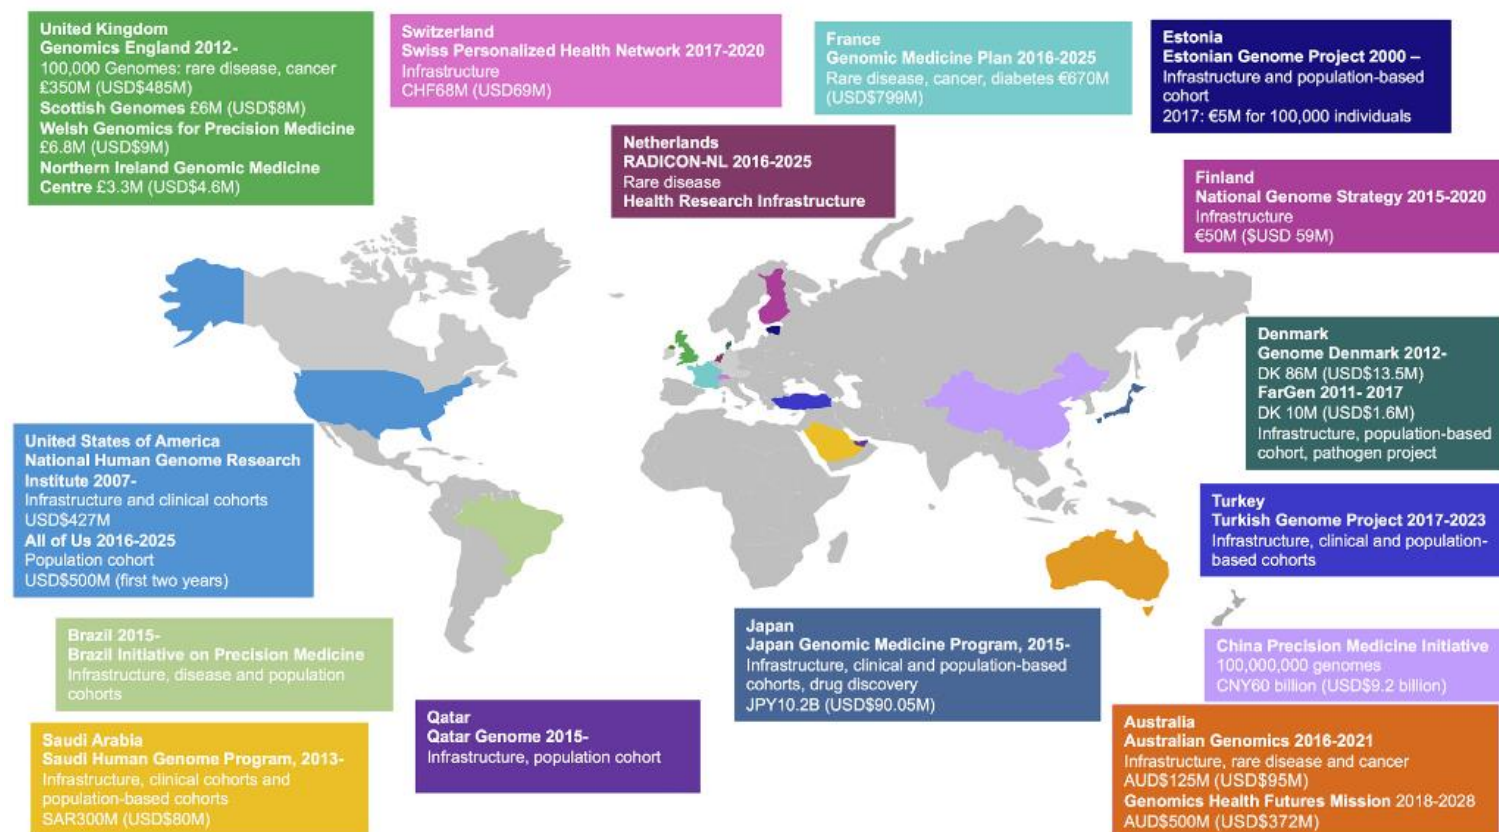 United Kingdom
Genomics England 2012-
100,000 Genomes: rare disease, cancer
£350M (USD$485M)
Scottish Genomes £6M (USD$8M)
Welsh Genomics for Precision Medicine
£6.8M (USD$9M)
Northern Ireland Genomic Medicine
Centre £3.3M (USD$4.6M)
Switzerland
Swiss Personalized Health Network 2017-2020
Infrastructure
CHF68M (USD69M)
France
Genomic Medicine Plan 2016-2025
Rare disease, cancer, diabetes €670M
(USD$799M)
Estonia
Estonian Genome Project 2000 –
Infrastructure and population-based
cohort
2017: €5M for 100,000 individuals
Netherlands
RADICON-NL 2016-2025
Rare disease
Health Research Infrastructure
Finland
National Genome Strategy 2015-2020
Infrastructure
€50M ($USD 59M)
Denmark
Genome Denmark 2012-
DK 86M (USD$13.5M)
FarGen 2011- 2017
DK 10M (USD$1.6M)
Infrastructure, population-based
cohort, pathogen project
United States of America
National Human Genome Research
Institute 2007-
Infrastructure and clinical cohorts
USD$427M
All of Us 2016-2025
Population cohort
USD$500M (first two years)
Turkey
Turkish Genome Project 2017-2023
Infrastructure, clinical and population-
based cohorts
Brazil 2015-
Brazil Initiative on Precision Medicine
Infrastructure, disease and population
cohorts
Japan
Japan Genomic Medicine Program, 2015-
Infrastructure, clinical and population-based
cohorts, drug discovery
JPY10.2B (USD$90.05M)
China Precision Medicine Initiative
100,000,000 genomes
CNY60 billion (USD$9.2 billion)
Saudi Arabia
Saudi Human Genome Program, 2013-
Infrastructure, clinical cohorts and
population-based cohorts
SAR300M (USD$80M)
Qatar
Qatar Genome 2015-
Infrastructure, population cohort
Australia
Australian Genomics 2016-2021
Infrastructure, rare disease and cancer
AUD$125M (USD$95M)
Genomics Health Futures Mission 2018-2028
AUD$500M (USD$372M)